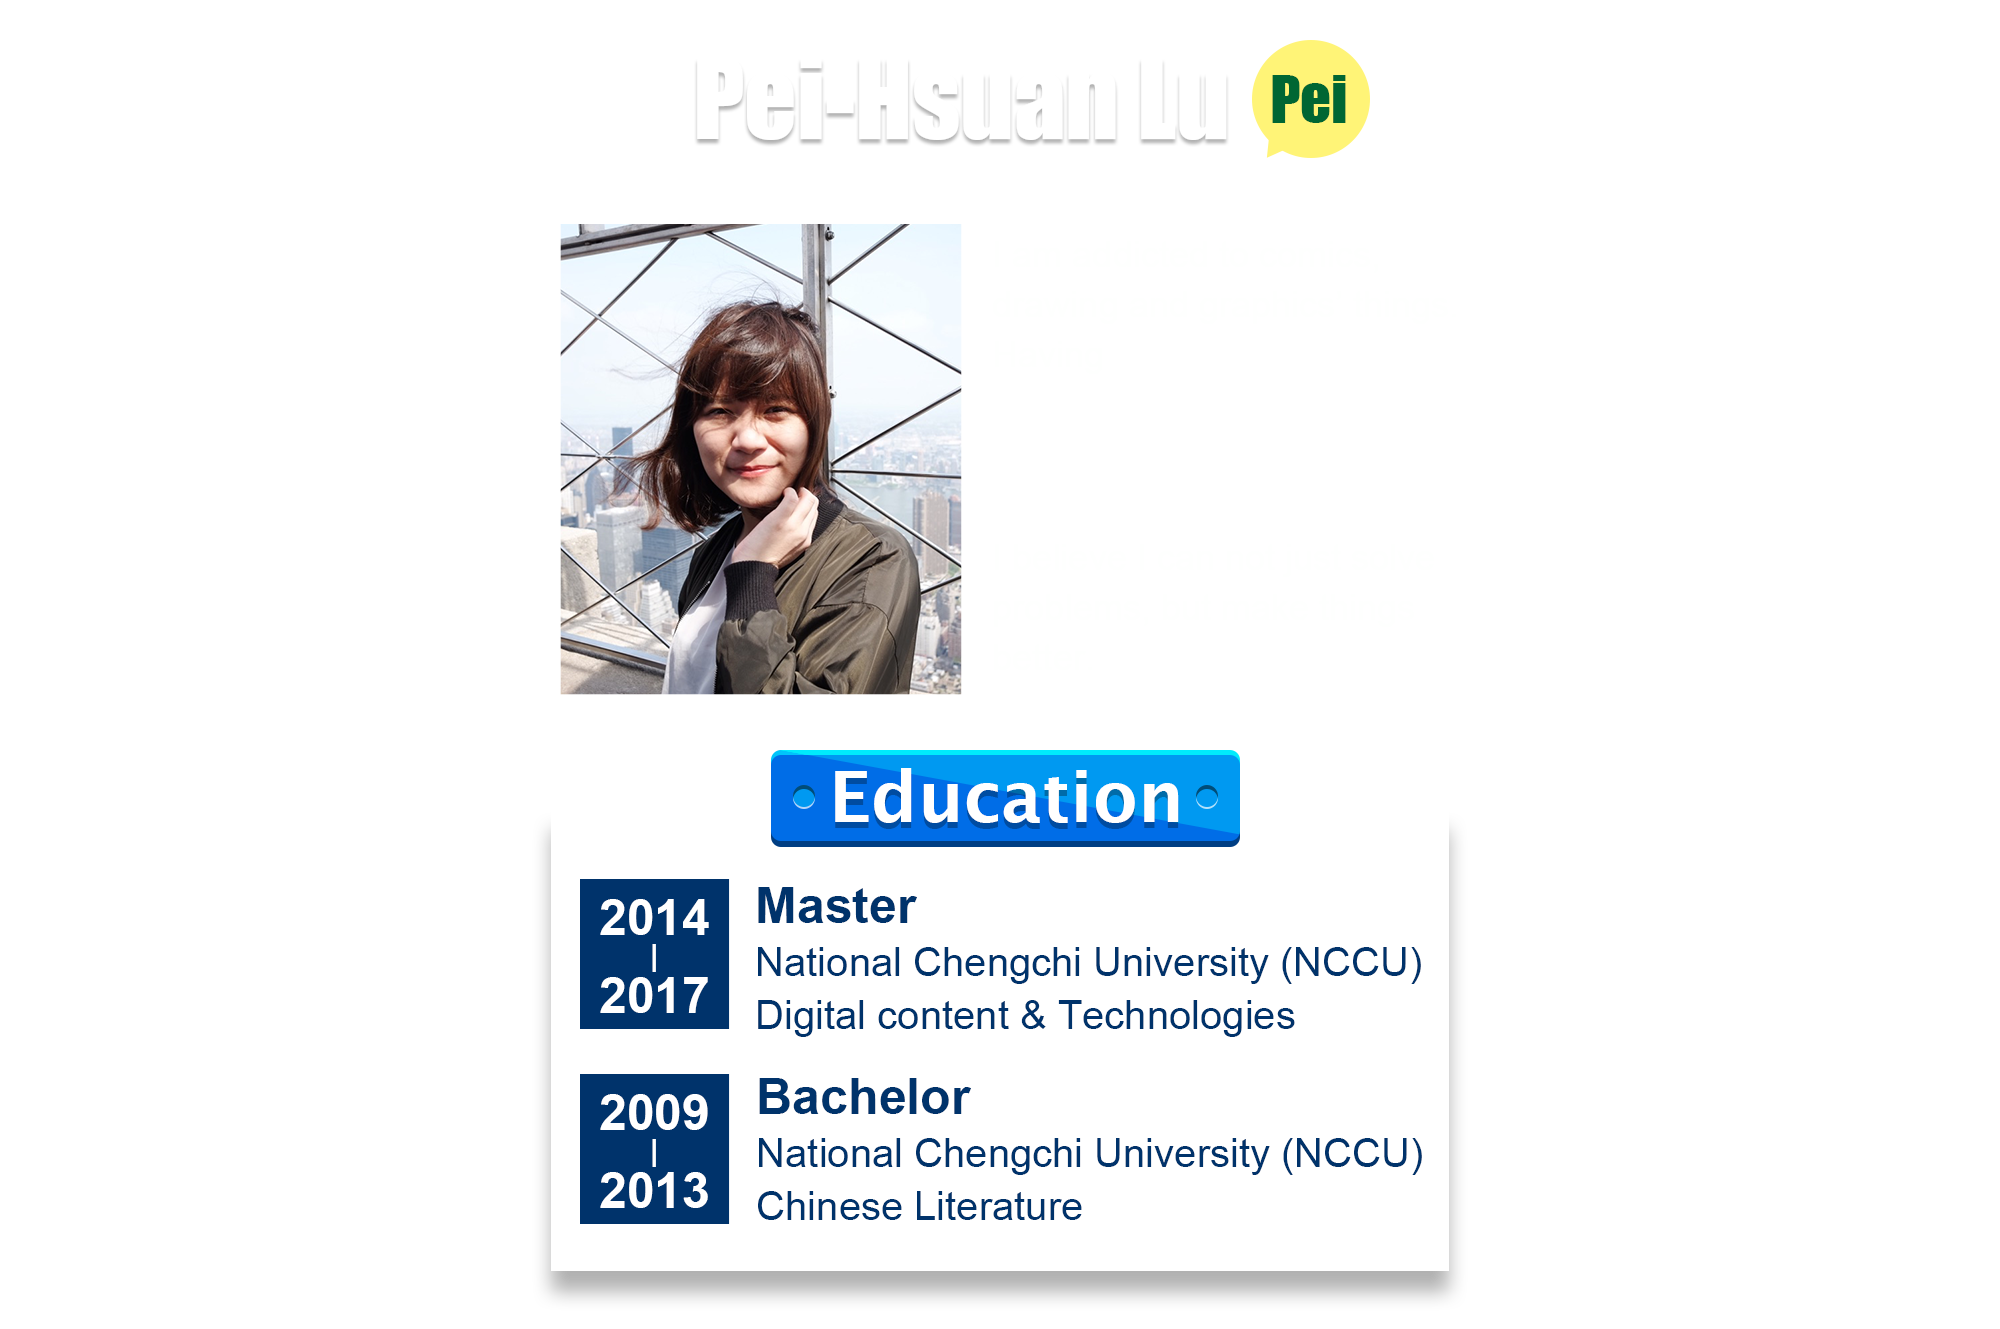 Pei-Hsuan Lu
Pei
Education
2014
|
2017
Master
National Chengchi University (NCCU)
Digital content & Technologies
2009
|
2013
Bachelor
National Chengchi University (NCCU)
Chinese Literature